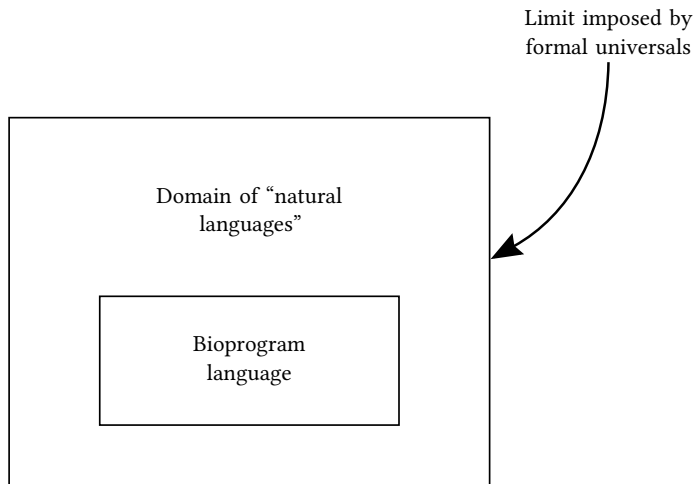 Limit imposed by
formal universals
Domain of “natural
languages”
Bioprogram
language